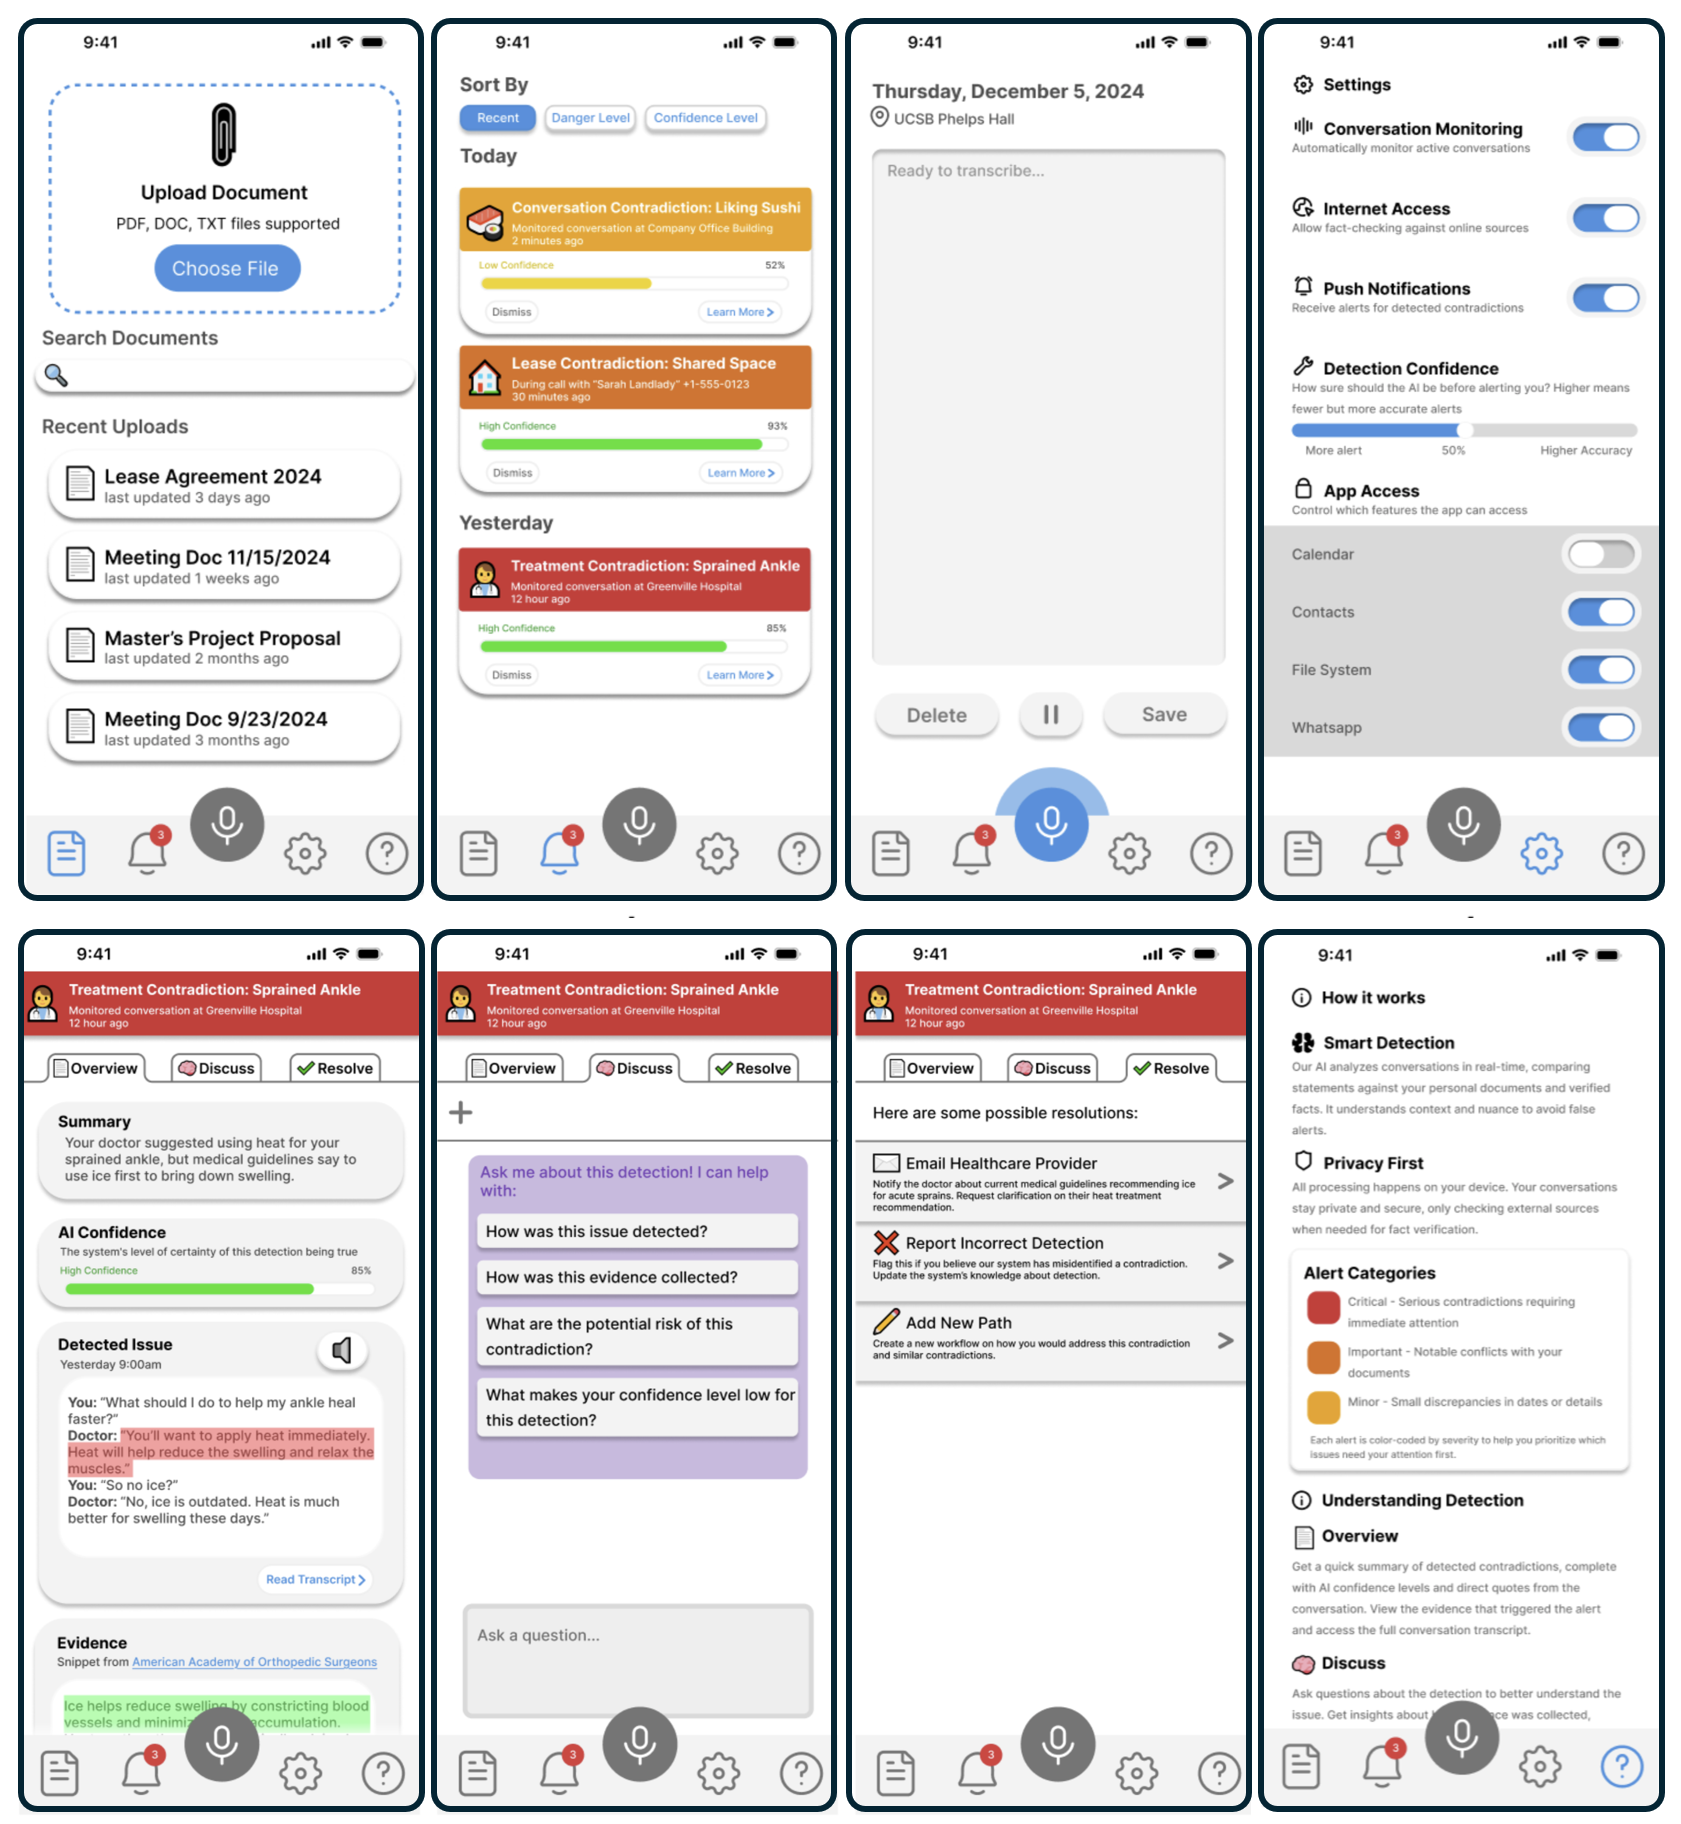 9:41
Upload Document
PDF, DOC, TXT files supported
Choose File
Search Documents
Recent Uploads
Lease Agreement 2024
last updated 3 days ago
Meeting Doc 11/15/2024
last updated 1 weeks ago
Master's Project Proposal
last updated 2 months ago
Meeting Doc 9/23/2024
last updated 3 months ago
3
9:41
Sort By
Recent Danger Level Confidence Level
Today
Conversation Contradiction: Liking Sushi
Monitored conversation at Company Office Building
2 minutes ago
Low Confidence 52%
Dismiss Learn More
Lease Contradiction: Shared Space
During call with "Sarah Landlady" +1-555-0123
30 minutes ago
High Confidence 93%
Dismiss Learn More
Yesterday
Treatment Contradiction: Sprained Ankle
Monitored conversation at Greenville Hospital
12 hour ago
High Confidence 85%
Dismiss Learn More
3
9:41
Thursday, December 5, 2024
UCSB Phelps Hall
Ready to transcribe...
Delete Save
3
9:41
Settings
Conversation Monitoring
Automatically monitor active conversations
Internet Access
Allow fact-checking against online sources
Push Notifications
Receive alerts for detected contradictions
Detection Confidence
How sure should the AI be before alerting you? Higher means
fewer but more accurate alerts
More alert 50% Higher Accuracy
App Access
Control which features the app can access
Calendar
Contacts
File System
Whatsapp
3
9:41
Treatment Contradiction: Sprained Ankle
Monitored conversation at Greenville Hospital
12 hour ago
Overview Discuss Resolve
Summary
Your doctor suggested using heat for your
sprained ankle, but medical guidelines say to
use ice first to bring down swelling.
AI Confidence
The system's level of certainty of this detection being true
High Confidence 85%
Detected Issue
Yesterday 9:00am
You: "What should I do to help my ankle heal
faster?"
Doctor: "You'll want to apply heat immediately.
Heat will help reduce the swelling and relax the
muscles."
You: "So no ice?"
Doctor: "No, ice is outdated. Heat is much
better for swelling these days."
Read Transcript
Evidence
Snippet from American Academy of Orthopedic Surgeons
Ice helps reduce swelling by constricting blood
vessels and accumulation.
3
9:41
Treatment Contradiction: Sprained Ankle
Monitored conversation at Greenville Hospital
12 hour ago
Overview Discuss Resolve
Ask me about this detection! I can help
with:
How was this issue detected?
How was this evidence collected?
What are the potential risk of this
contradiction?
What makes your confidence level low for
this detection?
Ask a question...
3
9:41
Treatment Contradiction: Sprained Ankle
Monitored conversation at Greenville Hospital
12 hour ago
Overview Discuss Resolve
Here are some possible resolutions:
Email Healthcare Provider
Notify the doctor about current medical guidelines recommending ice
for acute sprains. Request clarification on their heat treatment
recommendation.
Report Incorrect Detection
Flag this if you believe our system has misidentified a contradiction.
Update the system's knowledge about detection.
Add New Path
Create a new workflow on how you would address this contradiction
and similar contradictions.
3
9:41
How it works
Smart Detection
Our AI analyzes conversations in real-time, comparing
statements against your personal documents and verified
facts. It understands context and nuance to avoid false
alerts.
Privacy First
All processing happens on your device. Your conversations
stay private and secure, only checking external sources
when needed for fact verification.
Alert Categories
Critical - Serious contradictions requiring
immediate attention
Important - Notable conflicts with your
documents
Minor - Small discrepancies in dates or details
Each alert is color-coded by severity to help you prioritize which
issues need your attention first.
Understanding Detection
Overview
Get a quick summary of detected contradictions, complete
with AI confidence levels and direct quotes from the
conversation. View the evidence that triggered the alert
and access the full conversation transcript.
Discuss
Ask questions about the detection to better understand the
issue. Get insights about was collected,
3